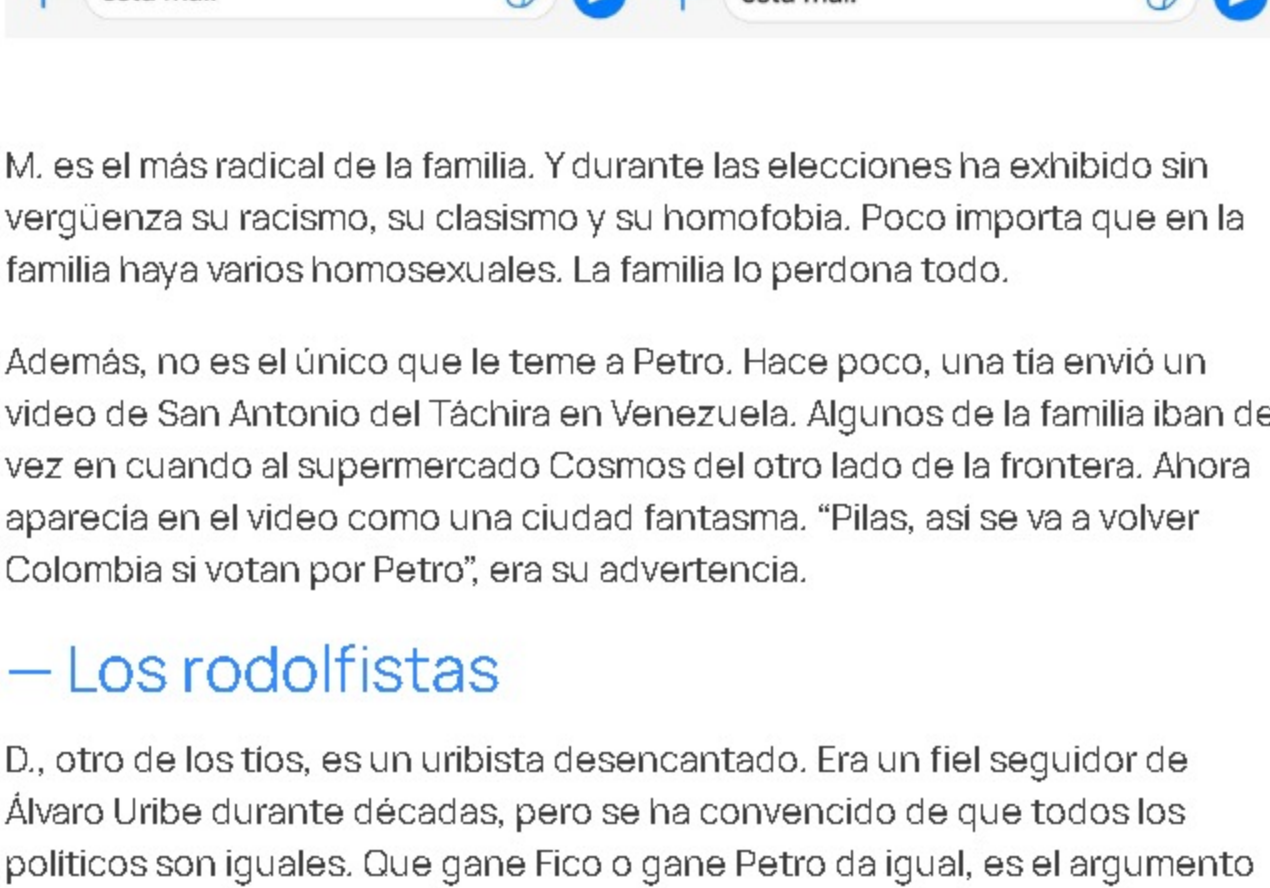 M. es el más radical de la familia. Y durante las elecciones ha exhibido sin
vergüenza su racismo, su clasismo y su homofobia. Poco importa que en la
familia haya varios homosexuales. La familia lo perdona todo.
Además, no es el único que le teme a Petro. Hace poco, una tía envió un
video de San Antonio del Táchira en Venezuela. Algunos de la familia iban de
vez en cuando al supermercado Cosmos del otro lado de la frontera. Ahora
aparecía en el video como una ciudad fantasma. “Pilas, así se va a volver
Colombia si votan por Petro”, era su advertencia.
— Los rodolfistas
D., otro de los tíos, es un uribista desencantado. Era un fiel seguidor de
Álvaro Uribe durante décadas, pero se ha convencido de que todos los
políticos son iguales. Que gane Fico o gane Petro da igual, es el argumento